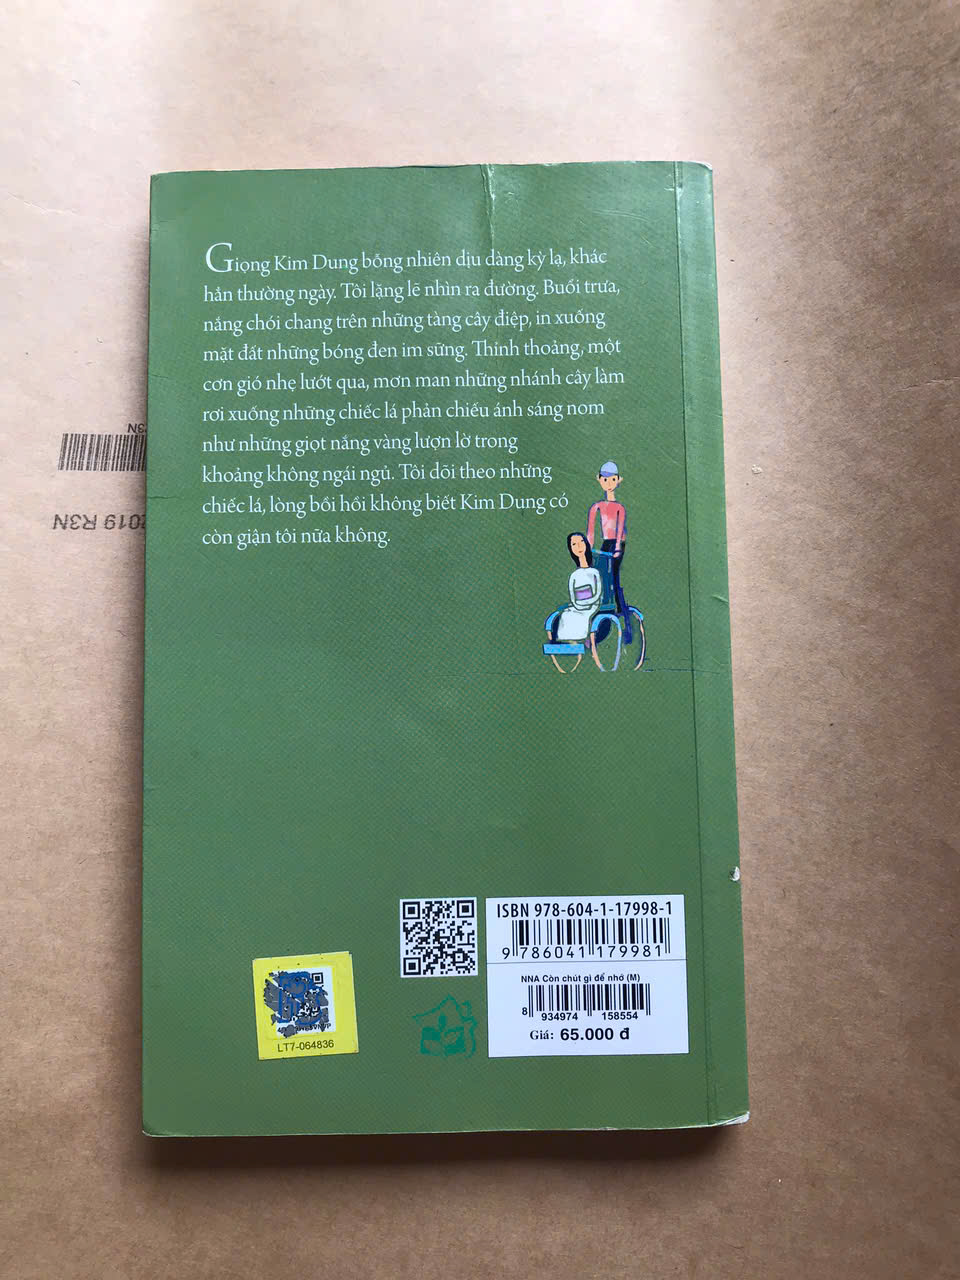 Giọng Kim Dung bỗng nhiên dịu dàng kỳ lạ, khác
hẳn thường ngày. Tôi lặng lẽ nhìn ra đường. Buổi trưa,
nắng chói chang trên những tàng cây điệp, in xuống
mặt đất những bóng đen im sững. Thỉnh thoảng, một
cơn gió nhẹ lướt qua, mơn man những nhánh cây làm
rơi xuống những chiếc lá phản chiếu ánh sáng nom
như những giọt nắng vàng lượn lờ trong
khoảng không ngái ngủ. Tôi dõi theo những
chiếc lá, lòng bồi hồi không biết Kim Dung có
còn giận tôi nữa không.
2019 R3N
ISBN 978-604-1-17998-1
9 786041 179981
NNA Còn chút gì để nhớ (M)
8 934974 158554
Giá: 65.000 đ
LT7-064836